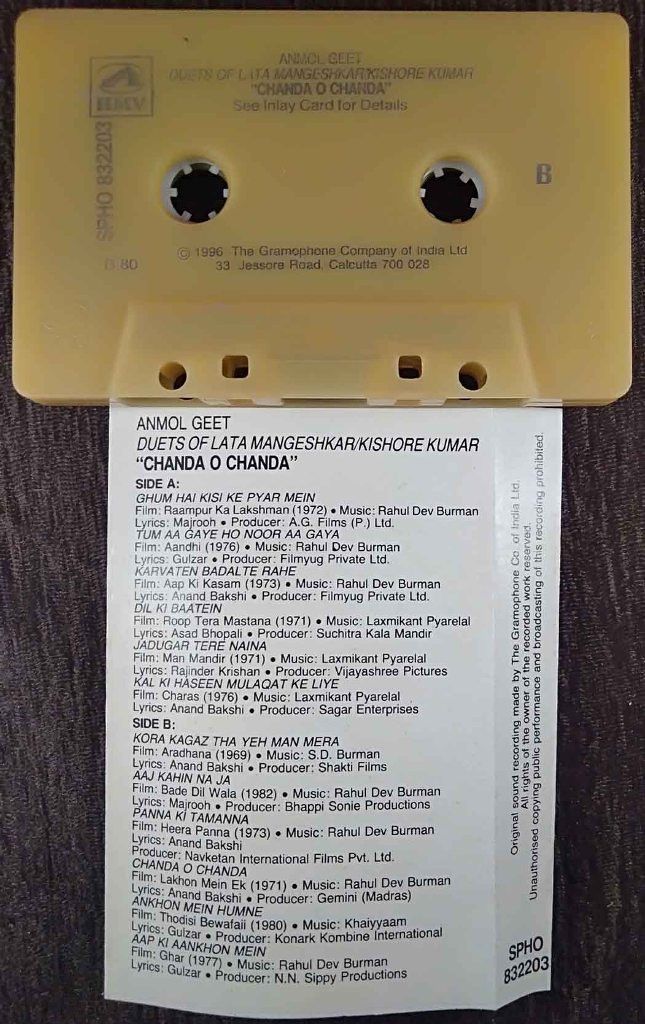 HMV
ANMOL GEET
DUETS OF LATA MANGESHKAR/KISHORE KUMAR
"CHANDA O CHANDA"
See Inlay Card for Details
SPHO 832203
B
80
© 1996 The Gramophone Company of India Ltd
33 Jessore Road, Calcutta 700 028
ANMOL GEET
DUETS OF LATA MANGESHKAR/KISHORE KUMAR
"CHANDA O CHANDA"
SIDE A:
GHUM HAI KISI KE PYAR MEIN
Film: Raampur Ka Lakshman (1972) • Music: Rahul Dev Burman
Lyrics: Majrooh • Producer: A.G. Films (P.) Ltd.
TUM AA GAYE HO NOOR AA GAYA
Film: Aandhi (1976) • Music: Rahul Dev Burman
Lyrics: Gulzar • Producer: Filmyug Private Ltd.
KARVATEN BADALTE RAHE
Film: Aap Ki Kasam (1973) • Music: Rahul Dev Burman
Lyrics: Anand Bakshi • Producer: Filmyug Private Ltd.
DIL KI BAATEIN
Film: Roop Tera Mastana (1971) • Music: Laxmikant Pyarelal
Lyrics: Asad Bhopali • Producer: Suchitra Kala Mandir
JADUGAR TERE NAINA
Film: Man Mandir (1971) • Music: Laxmikant Pyarelal
Lyrics: Rajinder Krishan • Producer: Vijayashree Pictures
KAL KI HASEEN MULAQAT KE LIYE
Film: Charas (1976) • Music: Laxmikant Pyarelal
Lyrics: Anand Bakshi • Producer: Sagar Enterprises
SIDE B:
KORA KAGAZ THA YEH MAN MERA
Film: Aradhana (1969) • Music: S.D. Burman
Lyrics: Anand Bakshi • Producer: Shakti Films
AAJ KAHIN NA JA
Film: Bade Dil Wala (1982) • Music: Rahul Dev Burman
Lyrics: Majrooh • Producer: Bhappi Sonie Productions
PANNA KI TAMANNA
Film: Heera Panna (1973) • Music: Rahul Dev Burman
Lyrics: Anand Bakshi
Producer: Navketan International Films Pvt. Ltd.
CHANDA O CHANDA
Film: Lakhon Mein Ek (1971) • Music: Rahul Dev Burman
Lyrics: Anand Bakshi • Producer: Gemini (Madras)
ANKHON MEIN HUMNE
Film: Thodisi Bewafaii (1980) • Music: Khaiyyaam
Lyrics: Gulzar • Producer: Konark Kombine International
AAP KI AANKHON MEIN
Film: Ghar (1977) • Music: Rahul Dev Burman
Lyrics: Gulzar • Producer: N.N. Sippy Productions
Original sound recording made by The Gramophone Co. of India Ltd.
All rights of the owner of the recorded work reserved.
Unauthorised copying public performance and broadcasting of this recording prohibited.
SPHO
832203